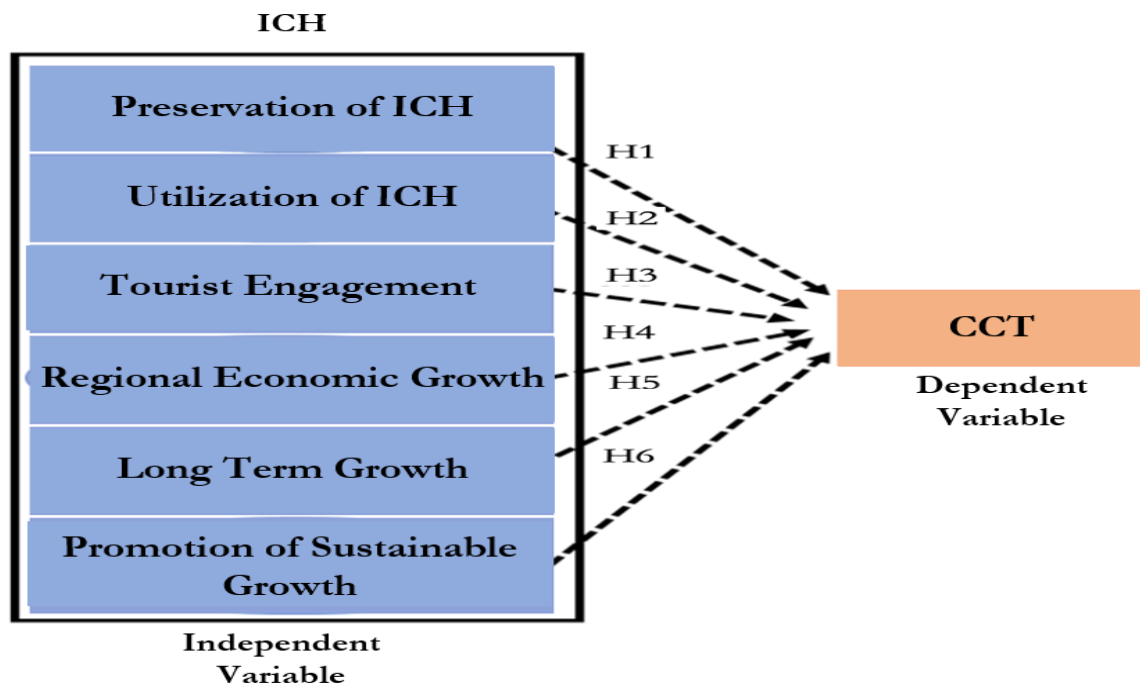 ICH
Preservation of ICH
Utilization of ICH
Tourist Engagement
Regional Economic Growth
Long Term Growth
Promotion of Sustainable
Growth
Independent
Variable
H1
H2
H3
H4
H5
H6
CCT
Dependent
Variable